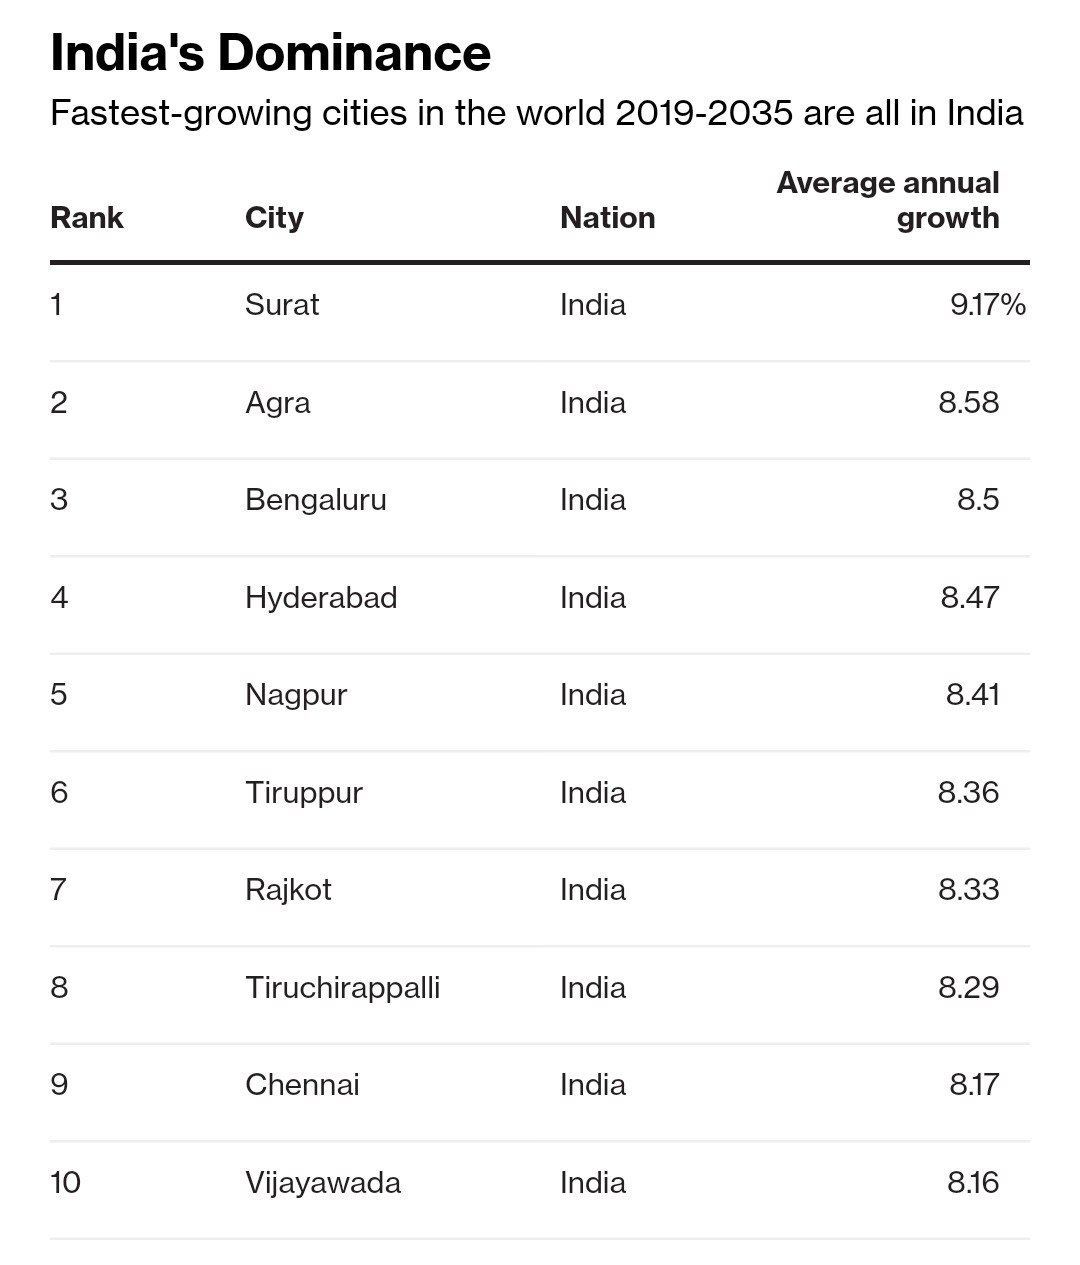 India's Dominance
Fastest-growing cities in the world 2019-2035 are all in India
Average annual
Rank City Nation growth
1 Surat India 9.17%
2 Agra India 8.58
3 Bengaluru India 8.5
4 Hyderabad India 8.47
5 Nagpur India 8.41
6 Tiruppur India 8.36
7 Rajkot India 8.33
8 Tiruchirappalli India 8.29
9 Chennai India 8.17
10 Vijayawada India 8.16